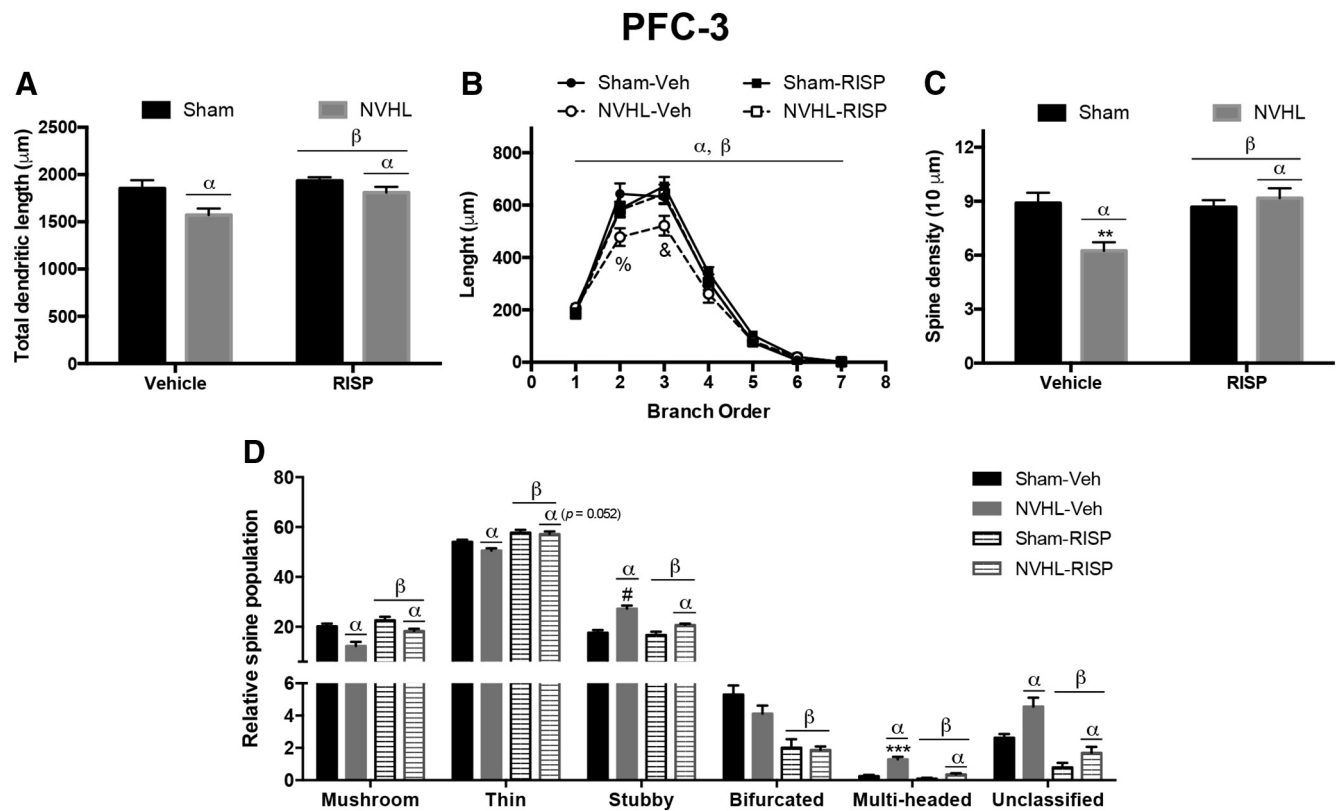 PFC-3
A
Sham
NVHL
Total dendritic length (μm)
2500
2000
1500
1000
500
0
α
β
α
Vehicle
RISP
B
Sham-Veh
Sham-RISP
NVHL-Veh
NVHL-RISP
Lenght (μm)
800
600
400
200
0
α, β
%
&
0 1 2 3 4 5 6 7 8
Branch Order
C
Sham
NVHL
Spine density (10 μm)
12
9
6
3
0
α
**
β
α
Vehicle
RISP
D
Sham-Veh
NVHL-Veh
Sham-RISP
NVHL-RISP
Relative spine population
80
60
40
20
6
4
2
0
α
β
α
α
β
α (p = 0.052)
α
#
β
α
β
α
***
β
α
α
β
α
Mushroom
Thin
Stubby
Bifurcated
Multi-headed
Unclassified